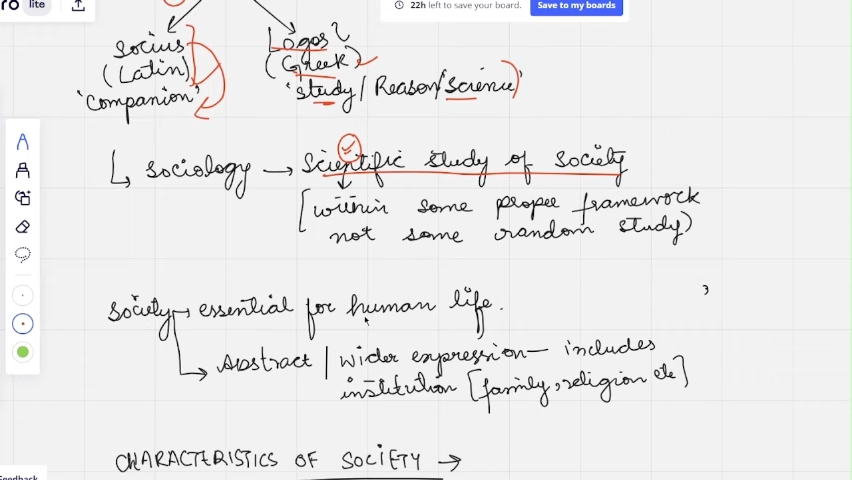 ro lite
22h left to save your board. Save to my boards
Socius
(Latin)
'companion'
Logos
(Greek)
'study / Reason / science'
Sociology → Scientific study of society
[within some proper framework
not some random study)
Society → essential for human life.
Abstract / wider expression — includes
institution [family, religion etc]
CHARACTERISTICS OF SOCIETY →
Feedback